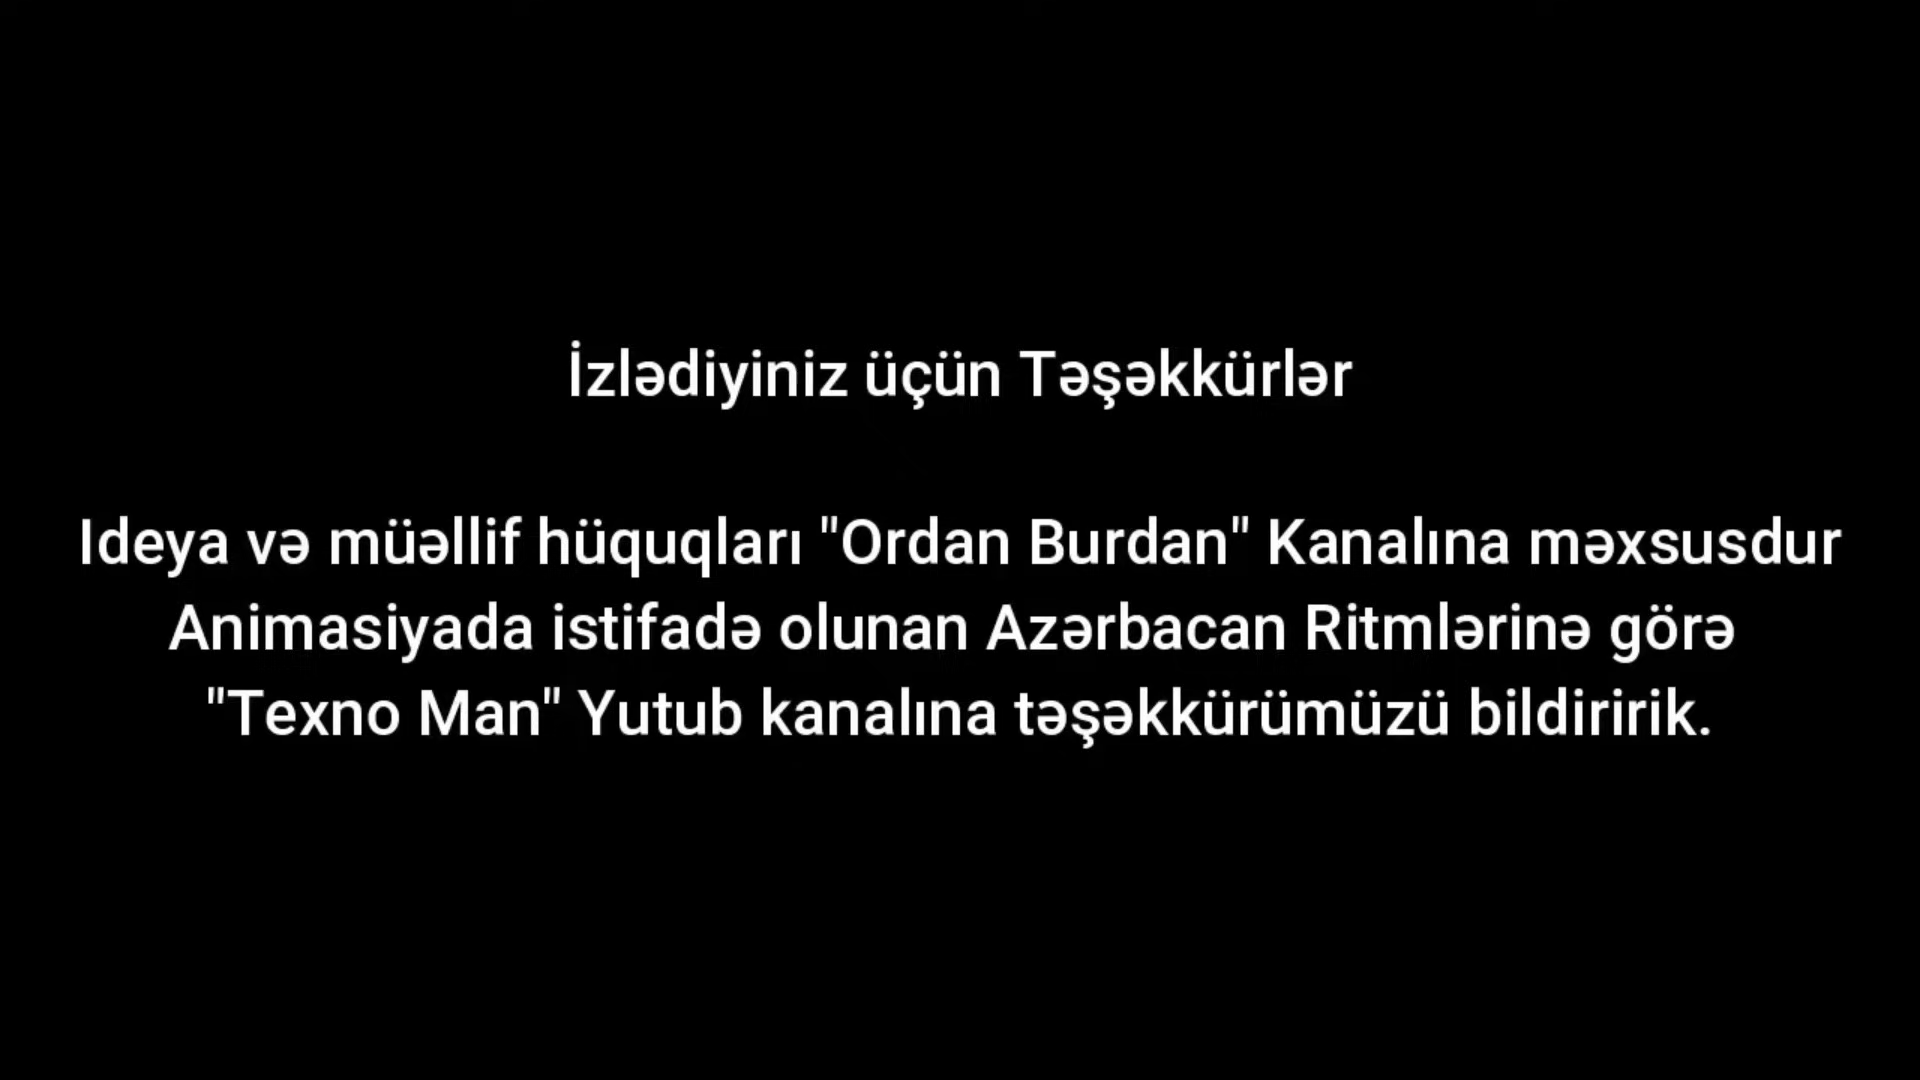 İzlədiyiniz üçün Təşəkkürlər
Ideya və müəllif hüquqları "Ordan Burdan" Kanalına məxsusdur
Animasiyada istifadə olunan Azərbacan Ritmlərinə görə
"Texno Man" Yutub kanalına təşəkkürümüzü bildiririk.